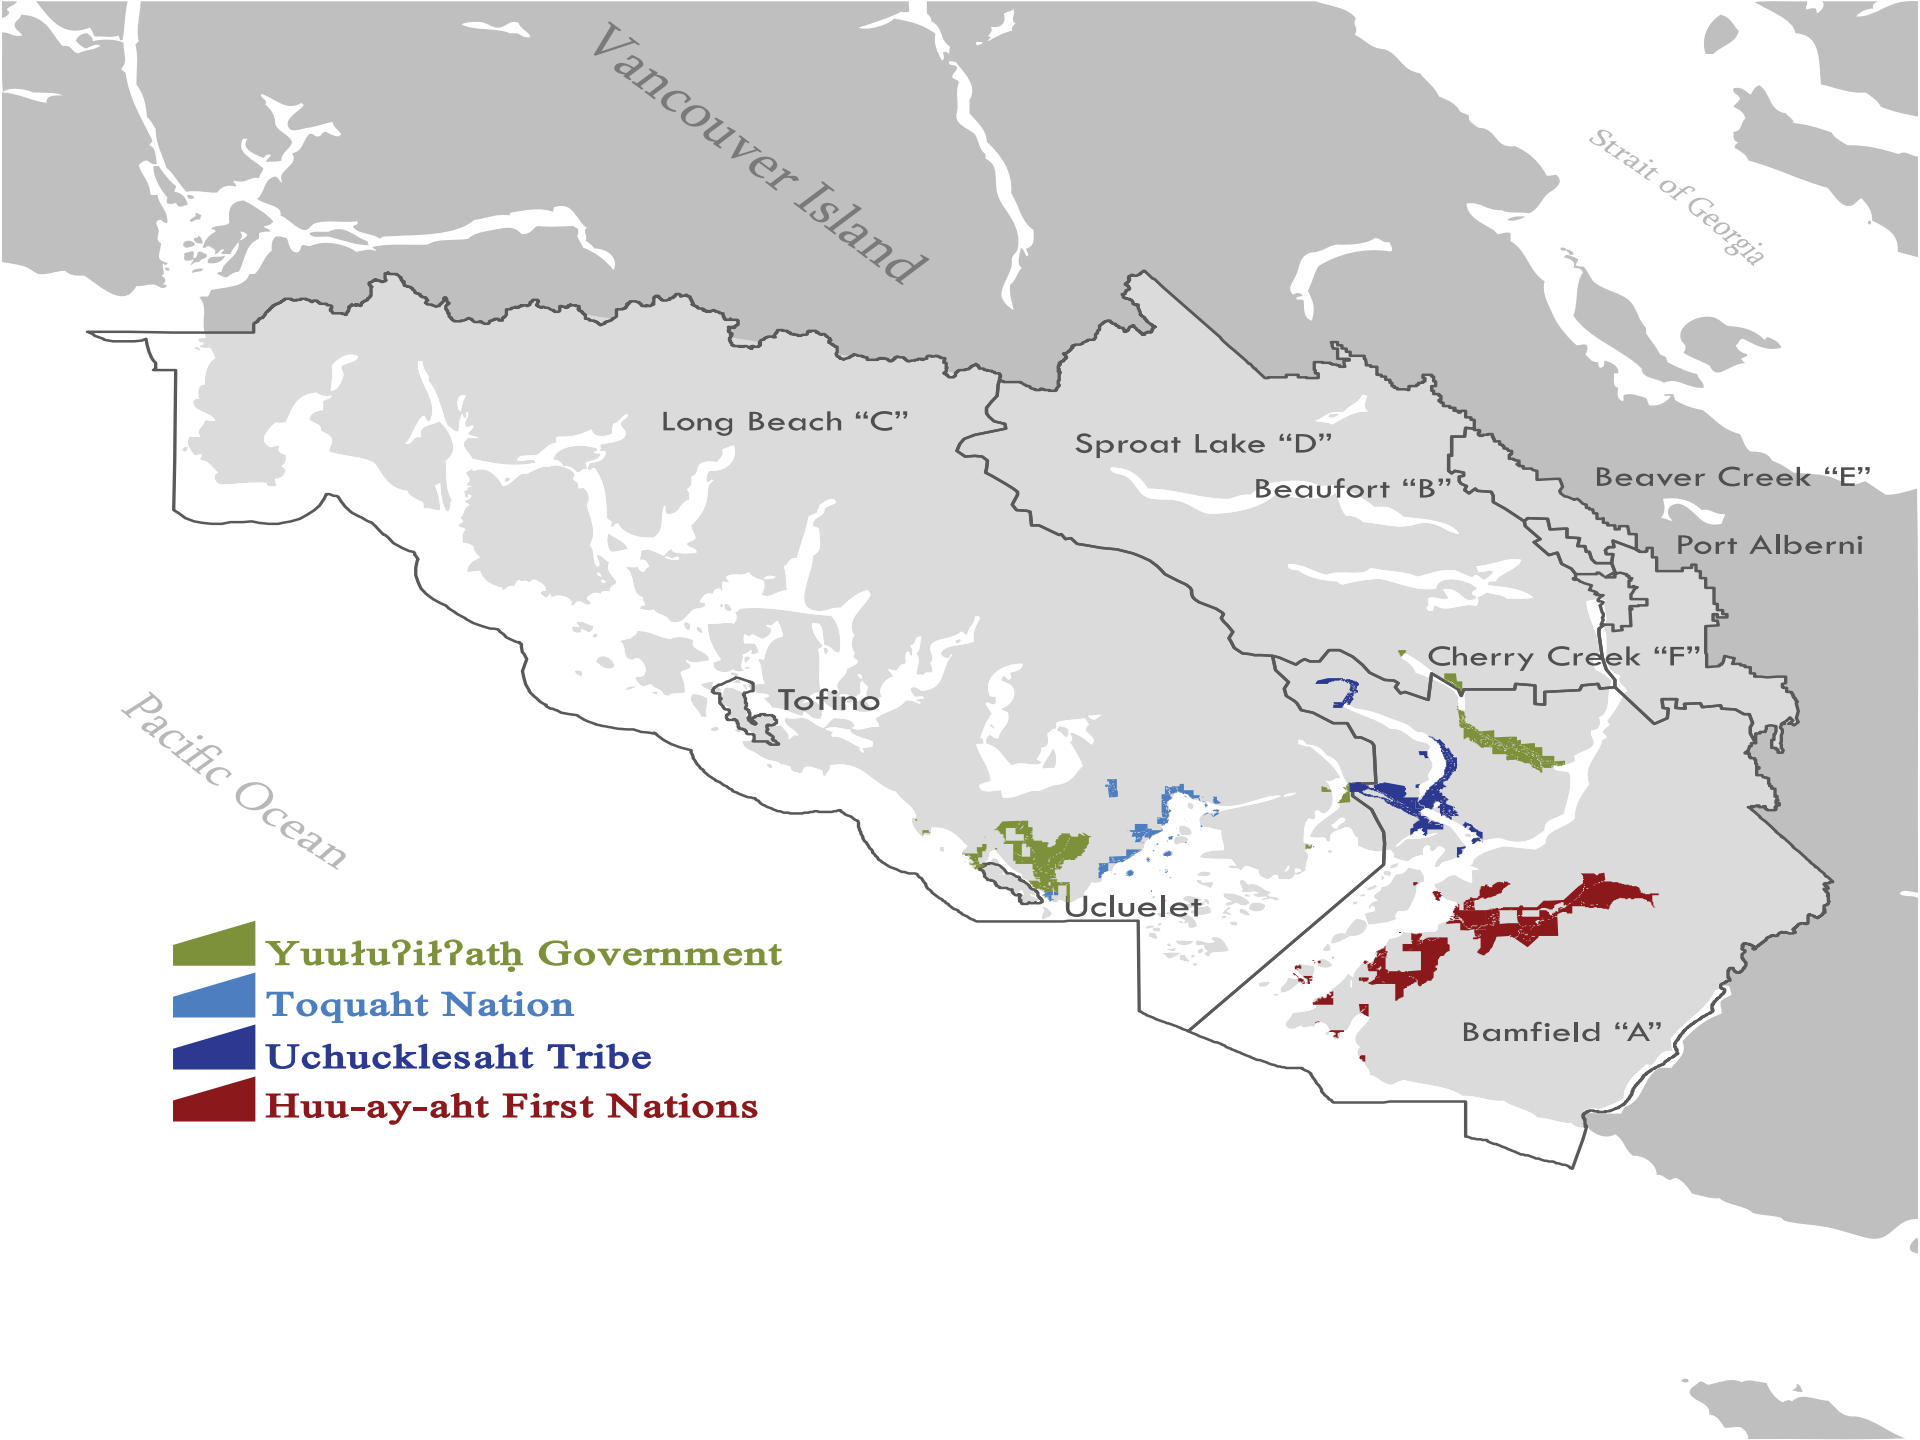 Vancouver Island
Strait of Georgia
Long Beach “C”
Sproat Lake “D”
Beaufort “B”
Beaver Creek “E”
Port Alberni
Cherry Creek “F”
Tofino
Pacific Ocean
Ucluelet
Bamfield “A”
Yuułuʔiłʔatḥ Government
Toquaht Nation
Uchucklesaht Tribe
Huu-ay-aht First Nations